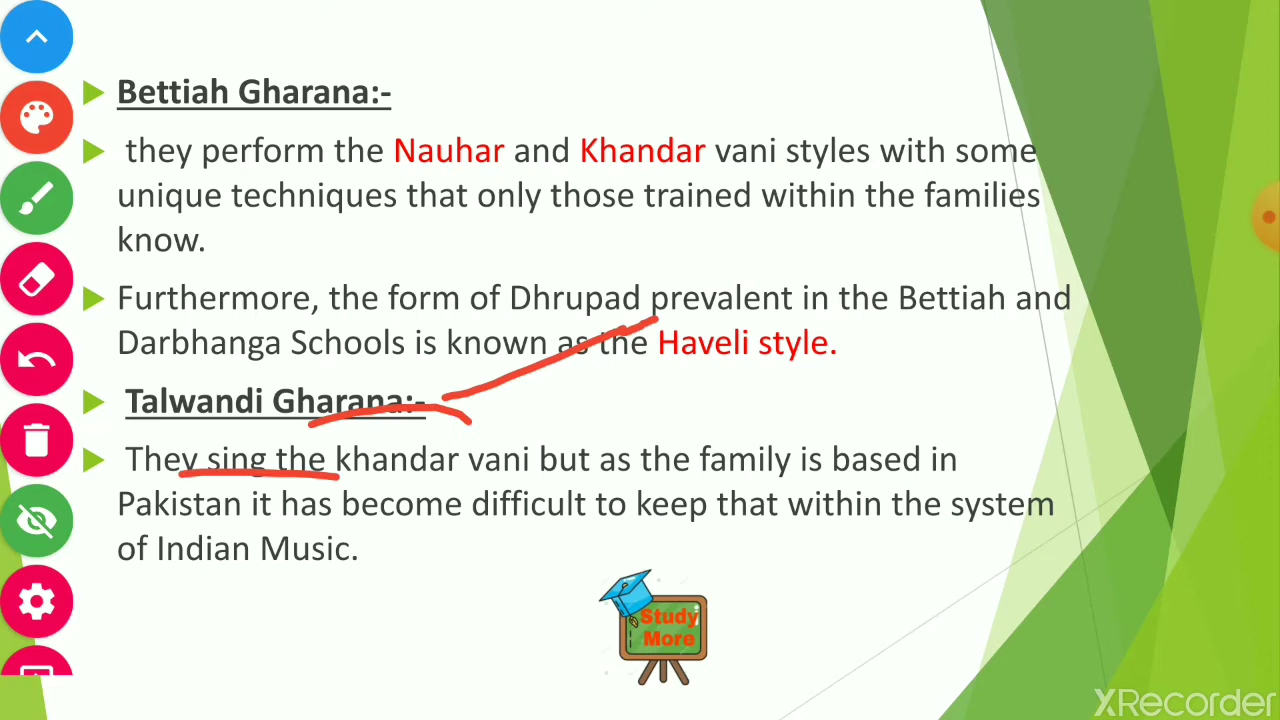 Bettiah Gharana:-
they perform the Nauhar and Khandar vani styles with some
unique techniques that only those trained within the families
know.
Furthermore, the form of Dhrupad prevalent in the Bettiah and
Darbhanga Schools is known as the Haveli style.
Talwandi Gharana:-
They sing the khandar vani but as the family is based in
Pakistan it has become difficult to keep that within the system
of Indian Music.
Study
More
XRecorder